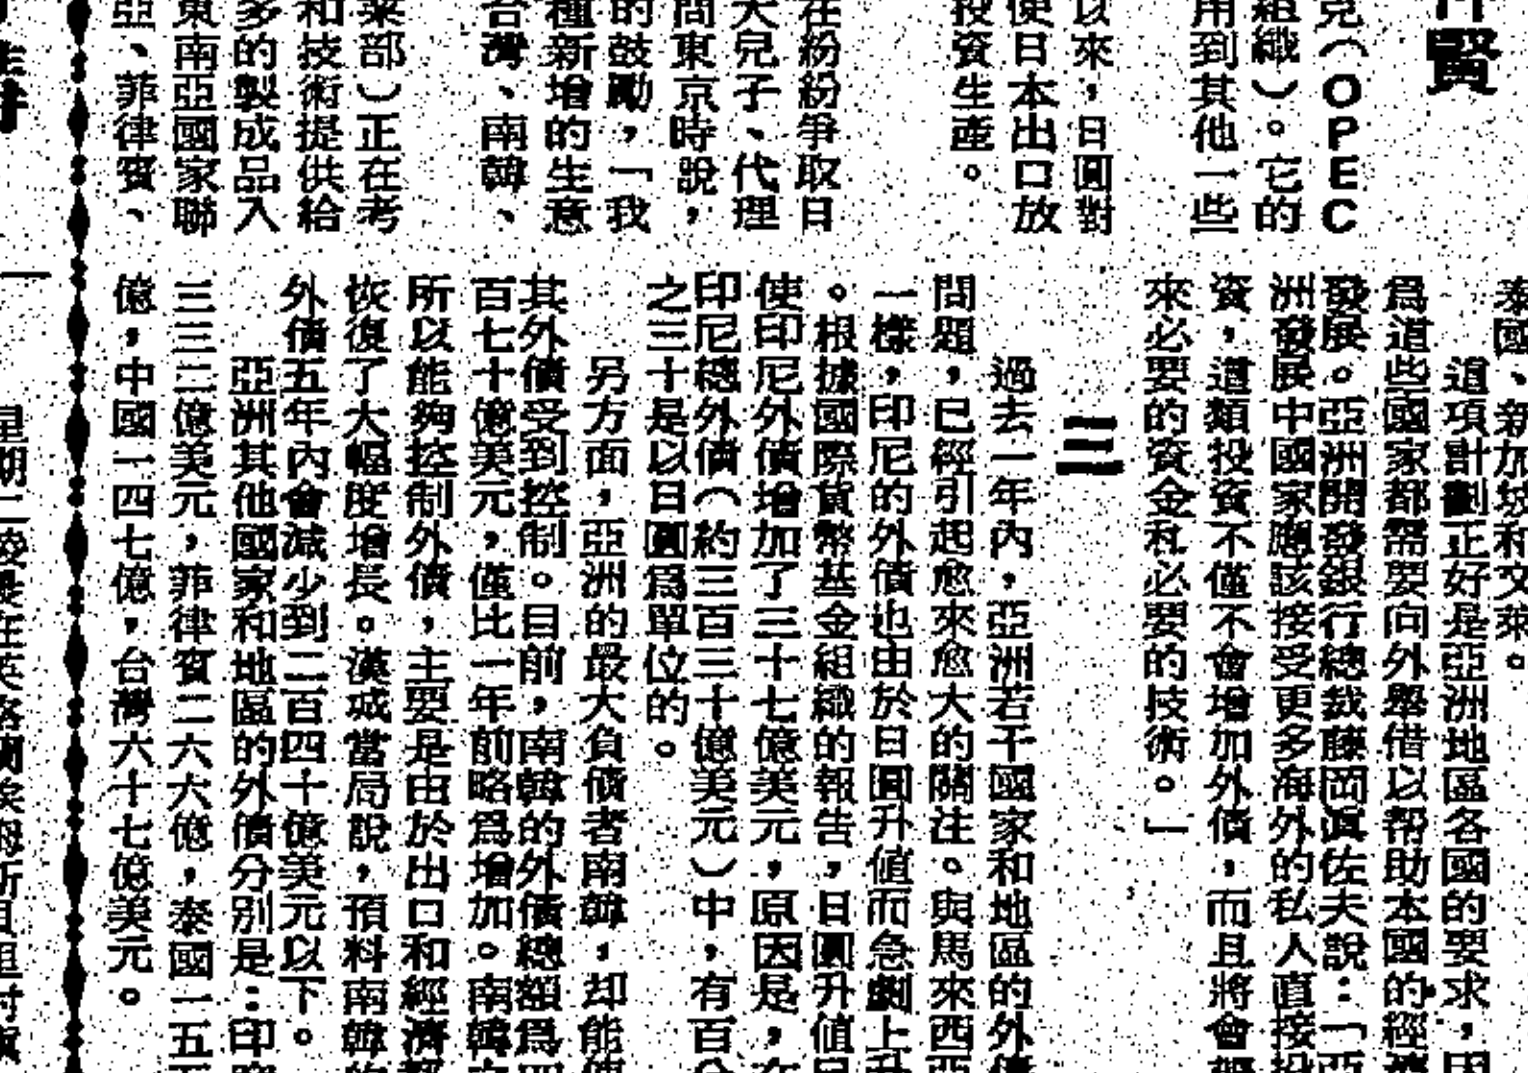 賢
克（OPEC
組織）。它的
用到其他一些
以來，日圓對
使日本出口放
投資生產。
在紛紛爭取日
大兒子、代理
問東京時說，
的鼓勵，「我
種新增的生意
台灣、南韓、
業部）正在考
和技術提供給
多的製成品入
東南亞國家聯
亞、菲律賓、
泰國、新加坡和文萊。
這項計劃正好是亞洲地區各國的要求，因
爲這些國家都需要向外舉借以幫助本國的經濟
發展。亞洲開發銀行總裁藤岡眞佐夫說：「亞
洲發展中國家應該接受更多海外的私人直接投
資，這類投資不僅不會增加外債，而且將會
來必要的資金和必要的技術。」
三
過去一年內，亞洲若干國家和地區的外債
問題，已經引起愈來愈大的關注。與馬來西亞
一樣，印尼的外債也由於日圓升值而急劇上升
。根據國際貨幣基金組織的報告，日圓升值
使印尼外債增加了三十七億美元，原因是，在
印尼總外債（約三百三十億美元）中，有百分
之三十是以日圓爲單位的。
另方面，亞洲的最大負債者南韓，却能使
其外債受到控制。目前，南韓的外債總額爲四
百七十億美元，僅比一年前略爲增加。南韓
所以能夠控制外債，主要是由於出口和經濟
恢復了大幅度增長。漢城當局說，預料南韓的
外債五年內會減少到二百四十億美元以下。
亞洲其他國家和地區的外債分別是：印
三三二億美元，菲律賓二六六億，泰國一五
億，中國一四七億，台灣六十七億美元。
星期二